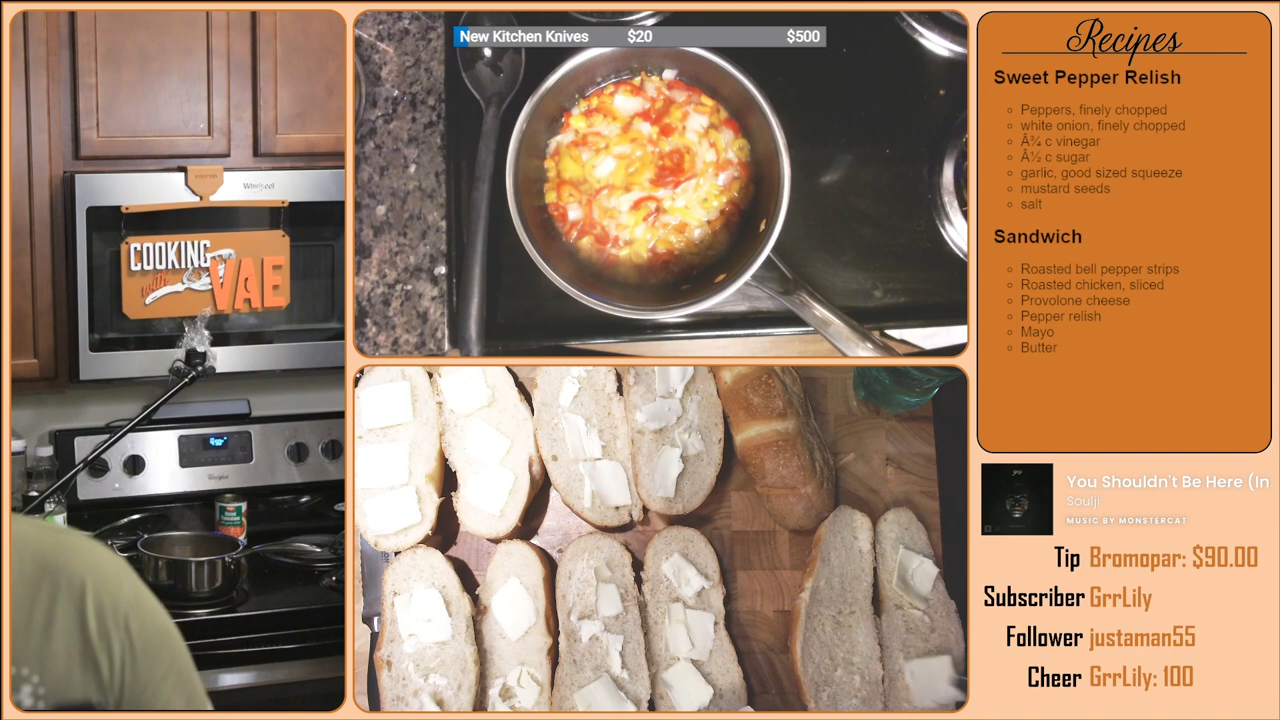 New Kitchen Knives $20 $500
Whirlpool
COOKING
with
VAE
Whirlpool
Recipes
Sweet Pepper Relish
Peppers, finely chopped
white onion, finely chopped
Â¾ c vinegar
Â½ c sugar
garlic, good sized squeeze
mustard seeds
salt
Sandwich
Roasted bell pepper strips
Roasted chicken, sliced
Provolone cheese
Pepper relish
Mayo
Butter
You Shouldn't Be Here (In
Soulji
MUSIC BY MONSTERCAT
Tip Bromopar: $90.00
Subscriber GrrLily
Follower justaman55
Cheer GrrLily: 100